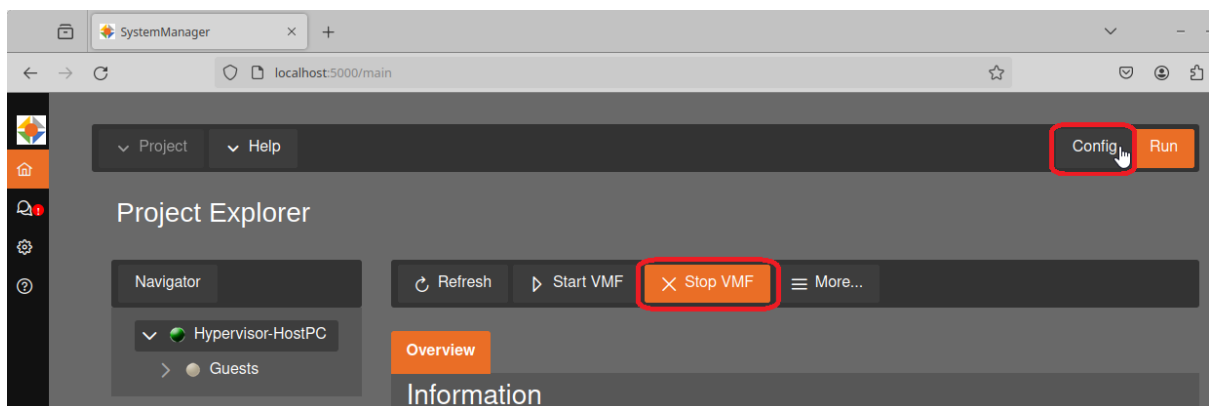 SystemManager
localhost:5000/main
Project Help Config Run
Project Explorer
Navigator Refresh Start VMF Stop VMF More...
Hypervisor-HostPC
Guests
Overview
Information